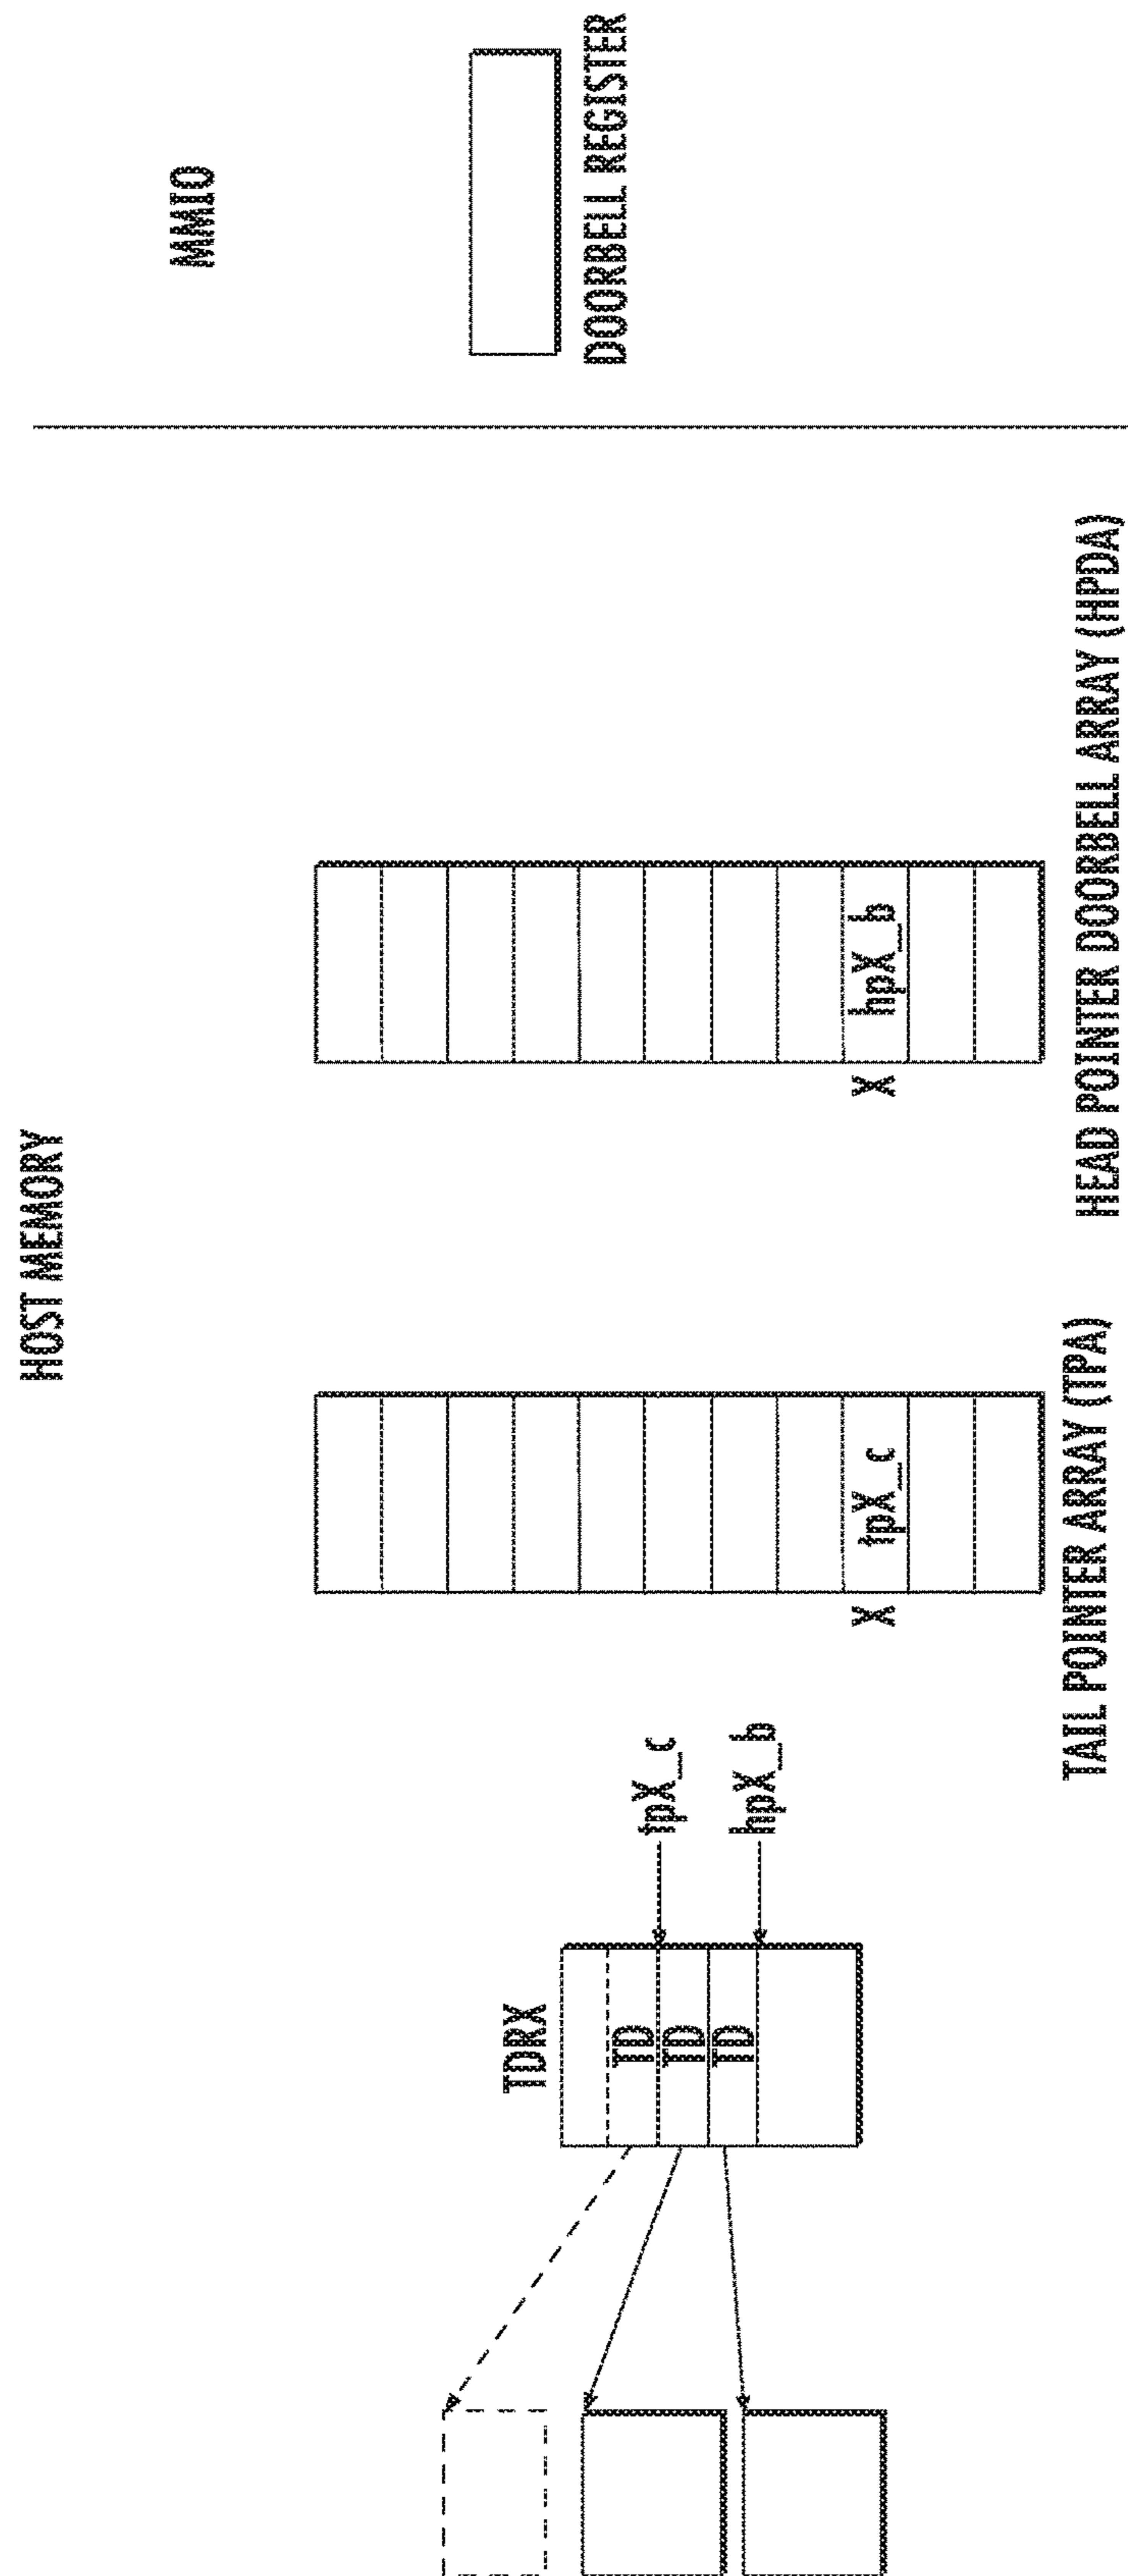 HOST MEMORY
MMIO
TDRX
TD
TD
TD
tpX_c
hpX_b
X
tpX_c
TAIL POINTER ARRAY (TPA)
X
hpX_b
HEAD POINTER DOORBELL ARRAY (HPDA)
DOORBELL REGISTER